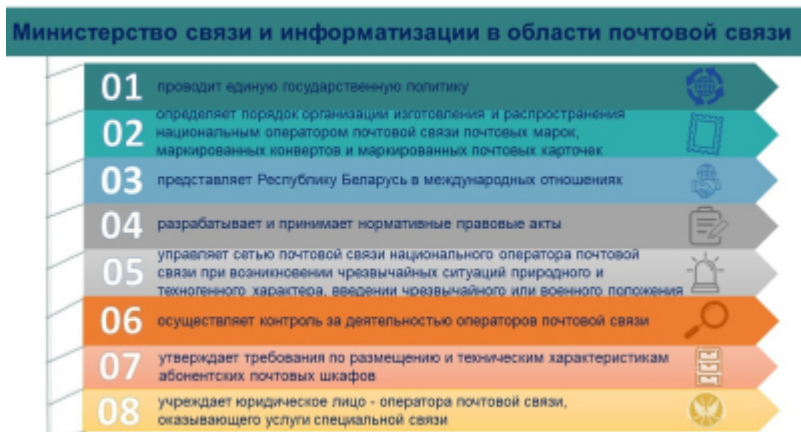 Министерство связи и информатизации в области почтовой связи
01 проводит единую государственную политику
02 определяет порядок организации изготовления и распространения
национальным оператором почтовой связи почтовых марок,
маркированных конвертов и маркированных почтовых карточек
03 представляет Республику Беларусь в международных отношениях
04 разрабатывает и принимает нормативные правовые акты
05 управляет сетью почтовой связи национального оператора почтовой
связи при возникновении чрезвычайных ситуаций природного и
техногенного характера, введении чрезвычайного или военного положения
06 осуществляет контроль за деятельностью операторов почтовой связи
07 утверждает требования по размещению и техническим характеристикам
абонентских почтовых шкафов
08 учреждает юридическое лицо - оператора почтовой связи,
оказывающего услуги специальной связи